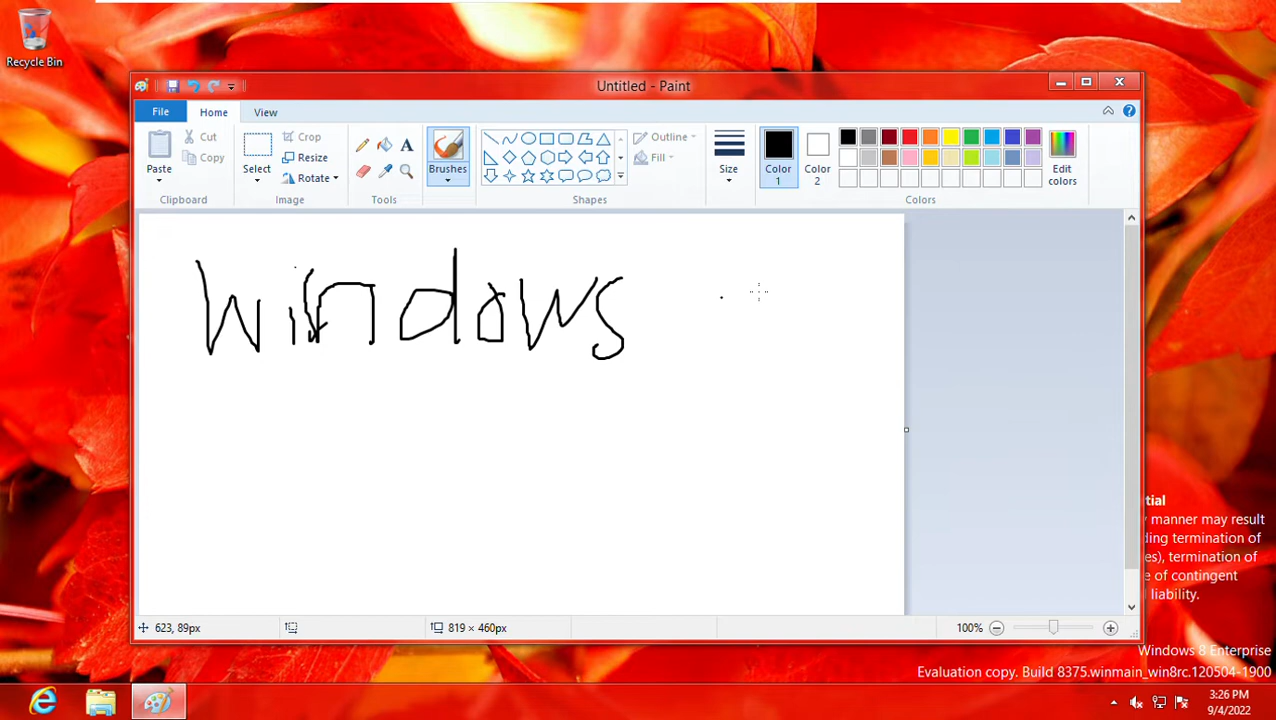 Recycle Bin
Untitled - Paint
File Home View
Paste
Cut
Copy
Clipboard
Select
Crop
Resize
Rotate
Image
A
Tools
Brushes
Shapes
Outline
Fill
Size
Color 1
Color 2
Edit colors
Colors
windows
tial
manner may result
ding termination of
es), termination of
e of contingent
liability.
623, 89px
819 × 460px
100%
Windows 8 Enterprise
Evaluation copy. Build 8375.winmain_win8rc.120504-1900
3:26 PM
9/4/2022